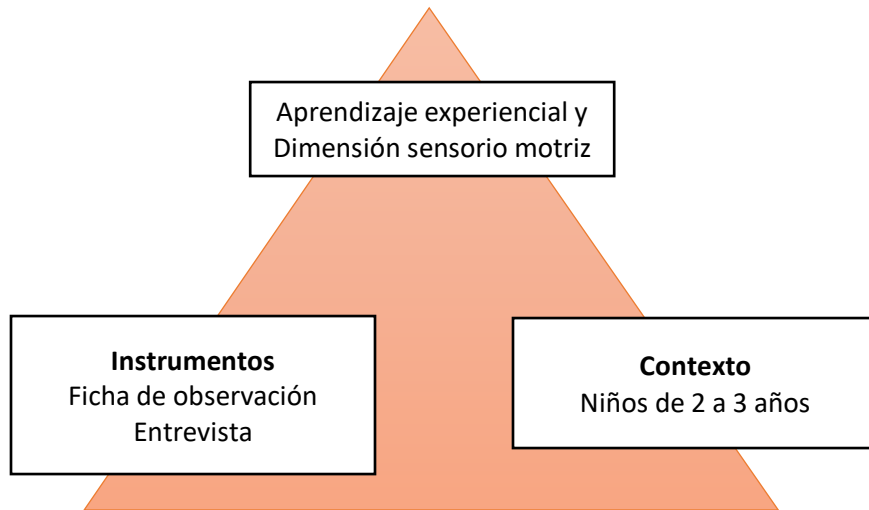 Aprendizaje experiencial y
Dimensión sensorio motriz
Instrumentos
Ficha de observación
Entrevista
Contexto
Niños de 2 a 3 años